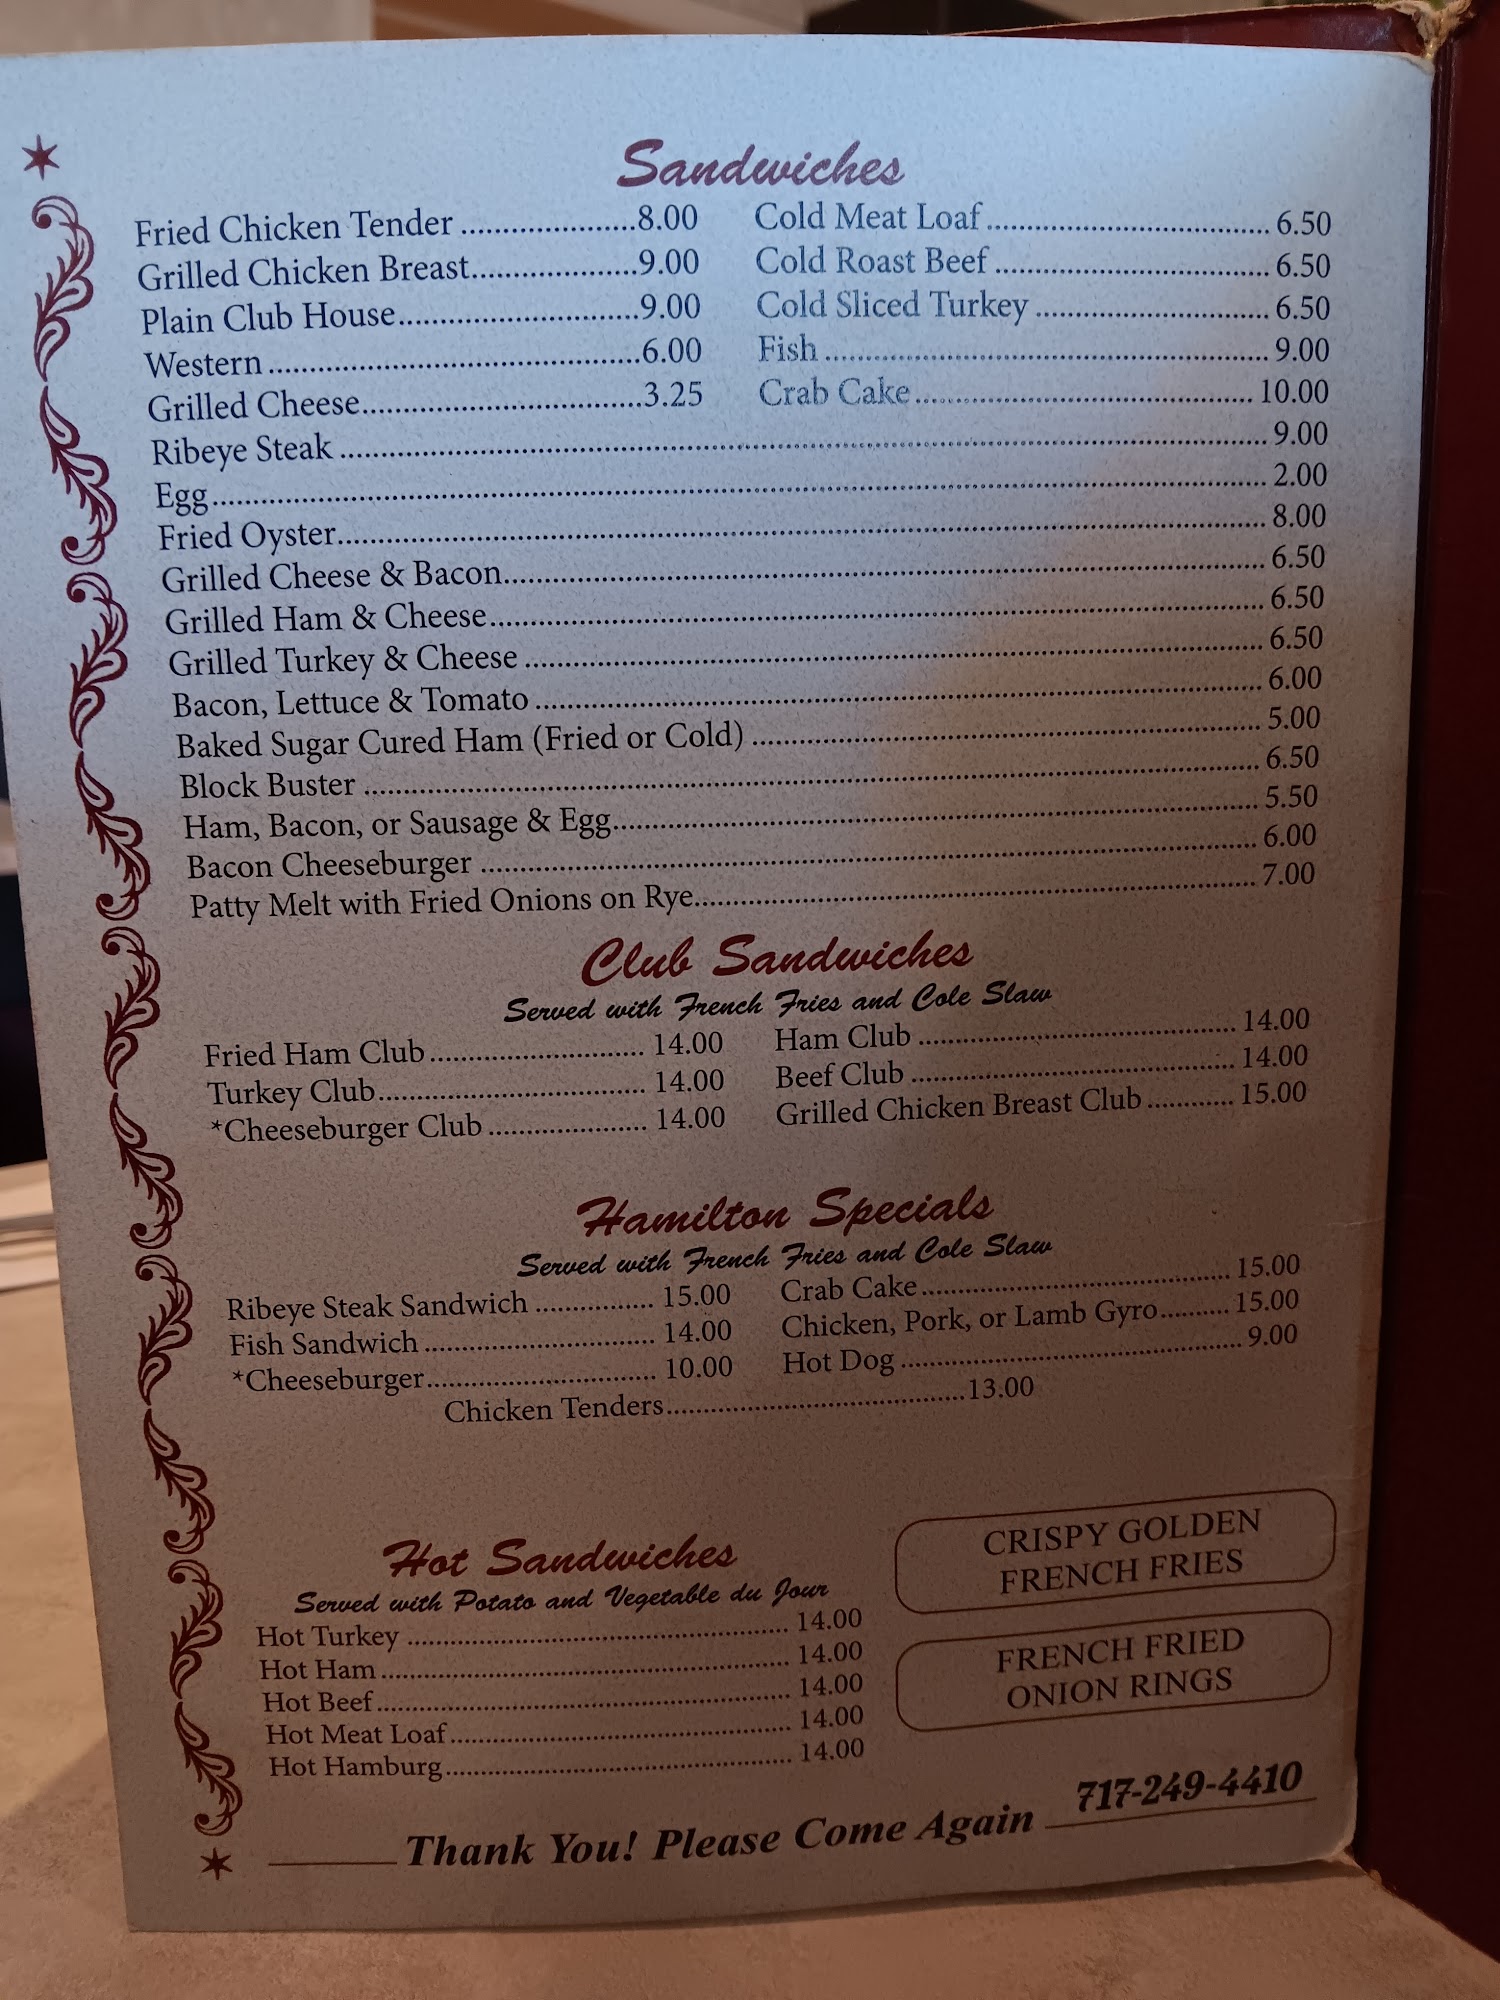 Sandwiches
Fried Chicken Tender.....................8.00
Grilled Chicken Breast....................9.00
Plain Club House.............................9.00
Western.............................................6.00
Grilled Cheese..................................3.25
Cold Meat Loaf.................................. 6.50
Cold Roast Beef................................. 6.50
Cold Sliced Turkey............................ 6.50
Fish..................................................... 9.00
Crab Cake......................................... 10.00
Ribeye Steak................................................................ 9.00
Egg................................................................ 2.00
Fried Oyster................................................................ 8.00
Grilled Cheese & Bacon................................................................ 6.50
Grilled Ham & Cheese................................................................ 6.50
Grilled Turkey & Cheese................................................................ 6.50
Bacon, Lettuce & Tomato................................................................ 6.00
Baked Sugar Cured Ham (Fried or Cold)................................................ 5.00
Block Buster................................................................ 6.50
Ham, Bacon, or Sausage & Egg................................................................ 5.50
Bacon Cheeseburger................................................................ 6.00
Patty Melt with Fried Onions on Rye................................................ 7.00
Club Sandwiches
Served with French Fries and Cole Slaw
Fried Ham Club............................ 14.00
Turkey Club................................... 14.00
*Cheeseburger Club..................... 14.00
Ham Club........................................ 14.00
Beef Club......................................... 14.00
Grilled Chicken Breast Club............ 15.00
Hamilton Specials
Served with French Fries and Cole Slaw
Ribeye Steak Sandwich................ 15.00
Fish Sandwich............................... 14.00
*Cheeseburger............................... 10.00
Crab Cake........................................ 15.00
Chicken, Pork, or Lamb Gyro.......... 15.00
Hot Dog............................................. 9.00
Chicken Tenders.......................................13.00
Hot Sandwiches
Served with Potato and Vegetable du Jour
Hot Turkey.................................................... 14.00
Hot Ham....................................................... 14.00
Hot Beef........................................................ 14.00
Hot Meat Loaf.............................................. 14.00
Hot Hamburg............................................... 14.00
CRISPY GOLDEN
FRENCH FRIES
FRENCH FRIED
ONION RINGS
Thank You! Please Come Again
717-249-4410